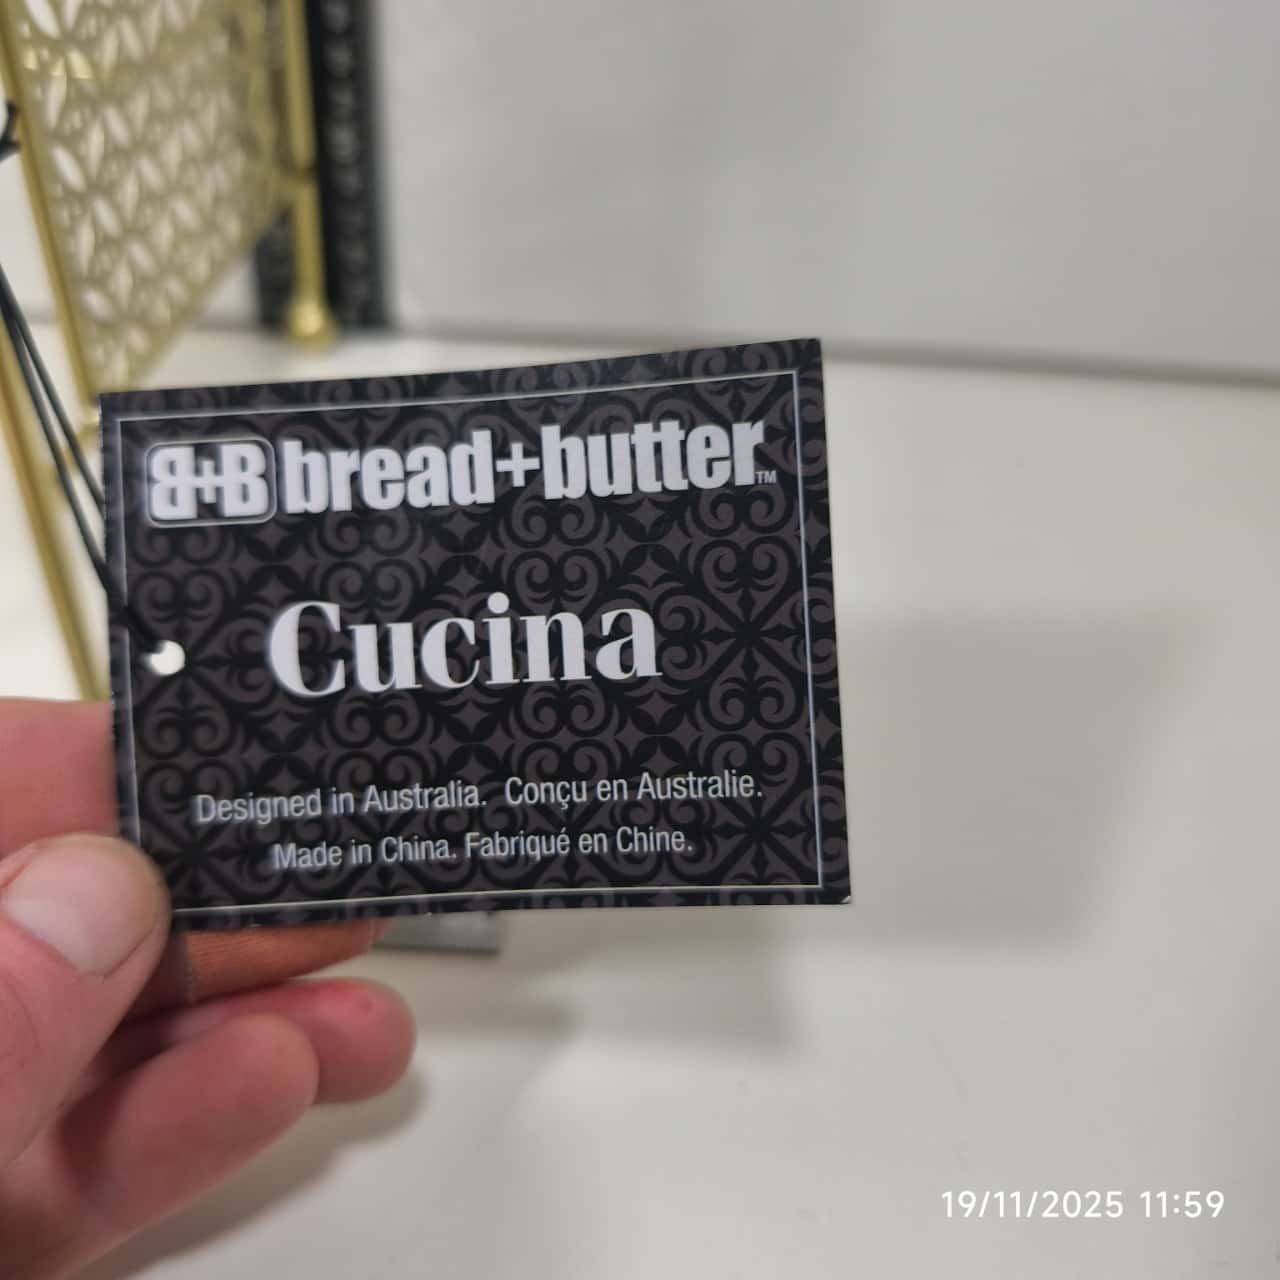 B+B bread+butter™
Cucina
Designed in Australia. Conçu en Australie.
Made in China. Fabriqué en Chine.
19/11/2025 11:59